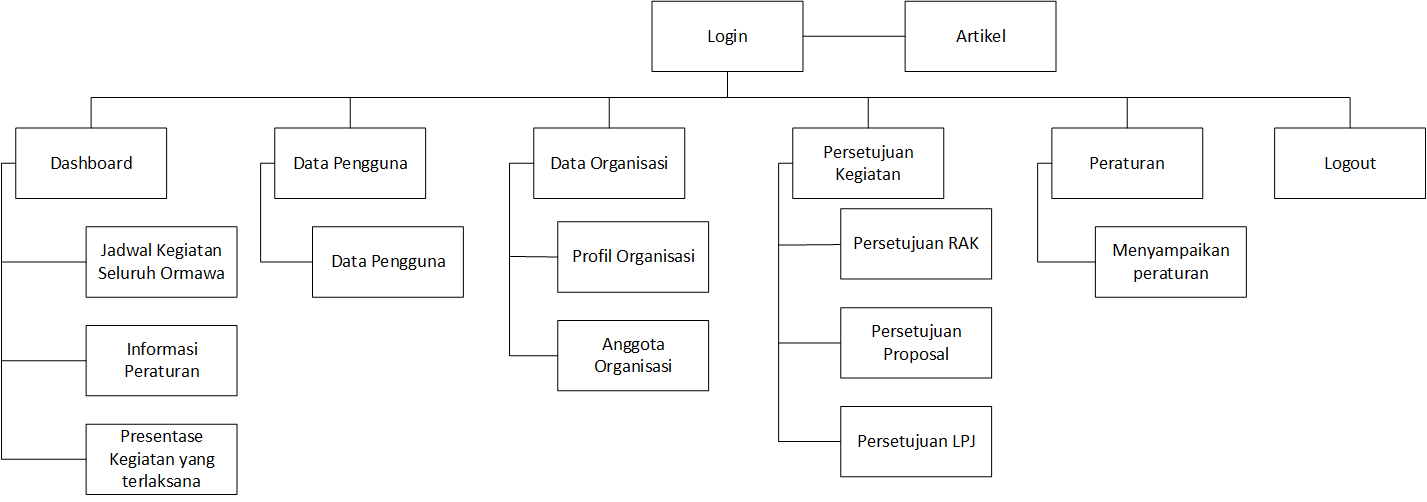 Login
Artikel
Dashboard
Data Pengguna
Data Organisasi
Persetujuan
Kegiatan
Peraturan
Logout
Jadwal Kegiatan
Seluruh Ormawa
Informasi
Peraturan
Presentase
Kegiatan yang
terlaksana
Data Pengguna
Profil Organisasi
Anggota
Organisasi
Persetujuan RAK
Persetujuan
Proposal
Persetujuan LPJ
Menyampaikan
peraturan